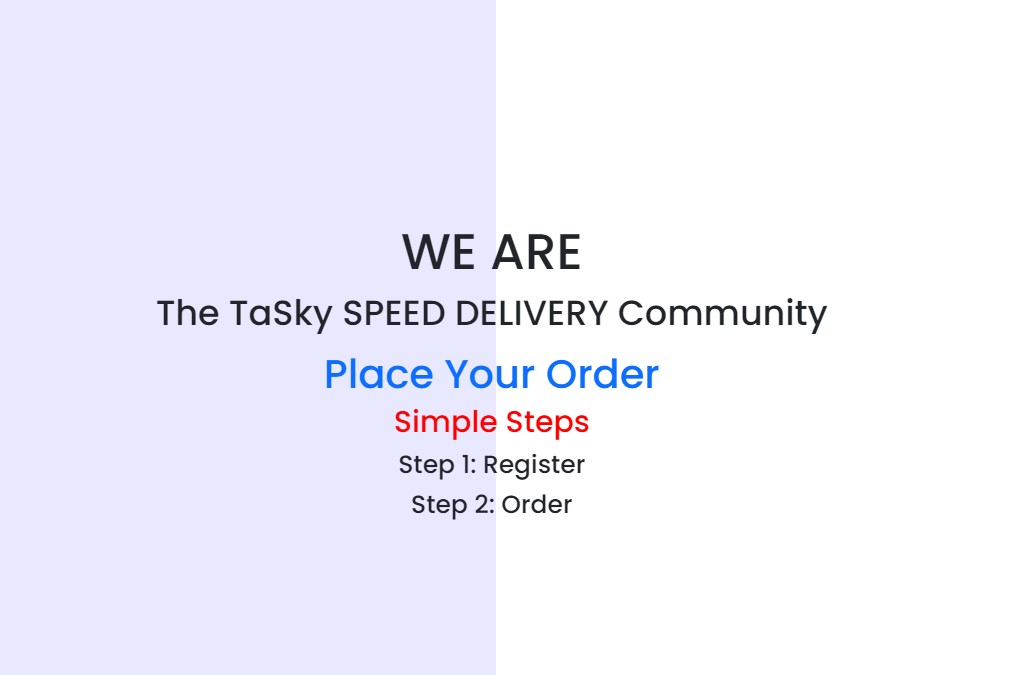 WE ARE
The TaSky SPEED DELIVERY Community
Place Your Order
Simple Steps
Step 1: Register
Step 2: Order